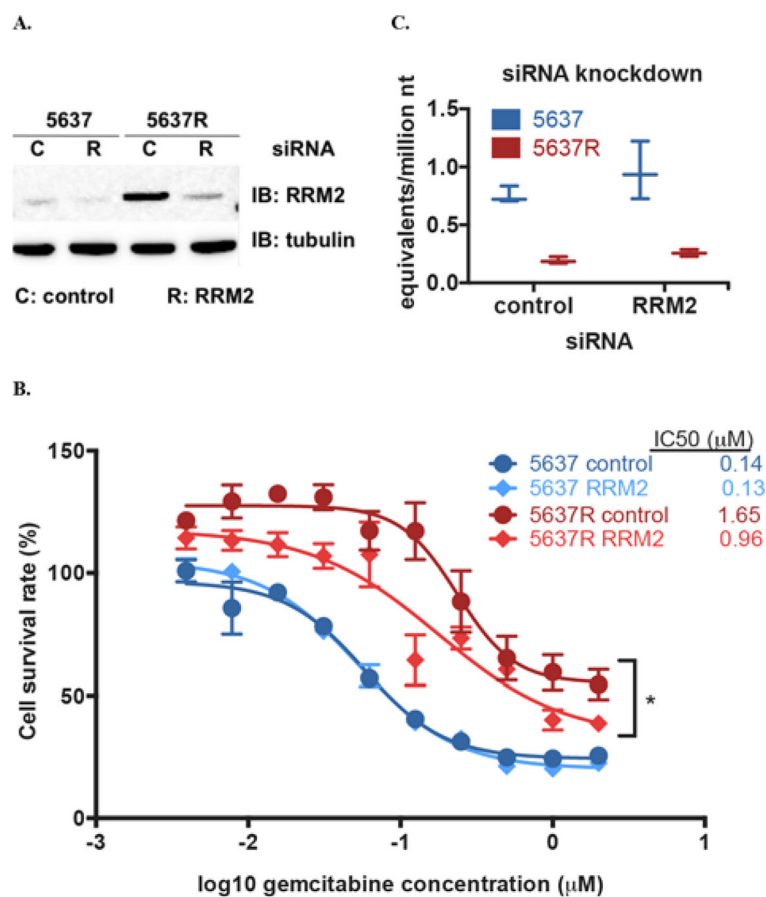 A.
5637 5637R
C R C R siRNA
IB: RRM2
IB: tubulin
C: control R: RRM2
C.
siRNA knockdown
equivalents/million nt
1.5
1.0
0.5
0.0
5637
5637R
control RRM2
siRNA
B.
Cell survival rate (%)
150
100
50
0
IC50 (μM)
5637 control 0.14
5637 RRM2 0.13
5637R control 1.65
5637R RRM2 0.96
*
-3 -2 -1 0 1
log10 gemcitabine concentration (μM)